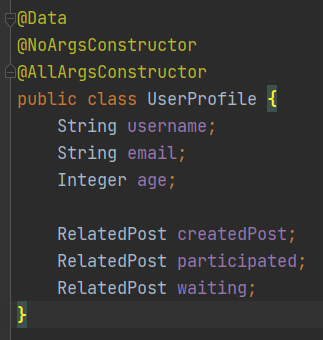 @Data
@NoArgsConstructor
@AllArgsConstructor
public class UserProfile {
    String username;
    String email;
    Integer age;

    RelatedPost createdPost;
    RelatedPost participated;
    RelatedPost waiting;
}